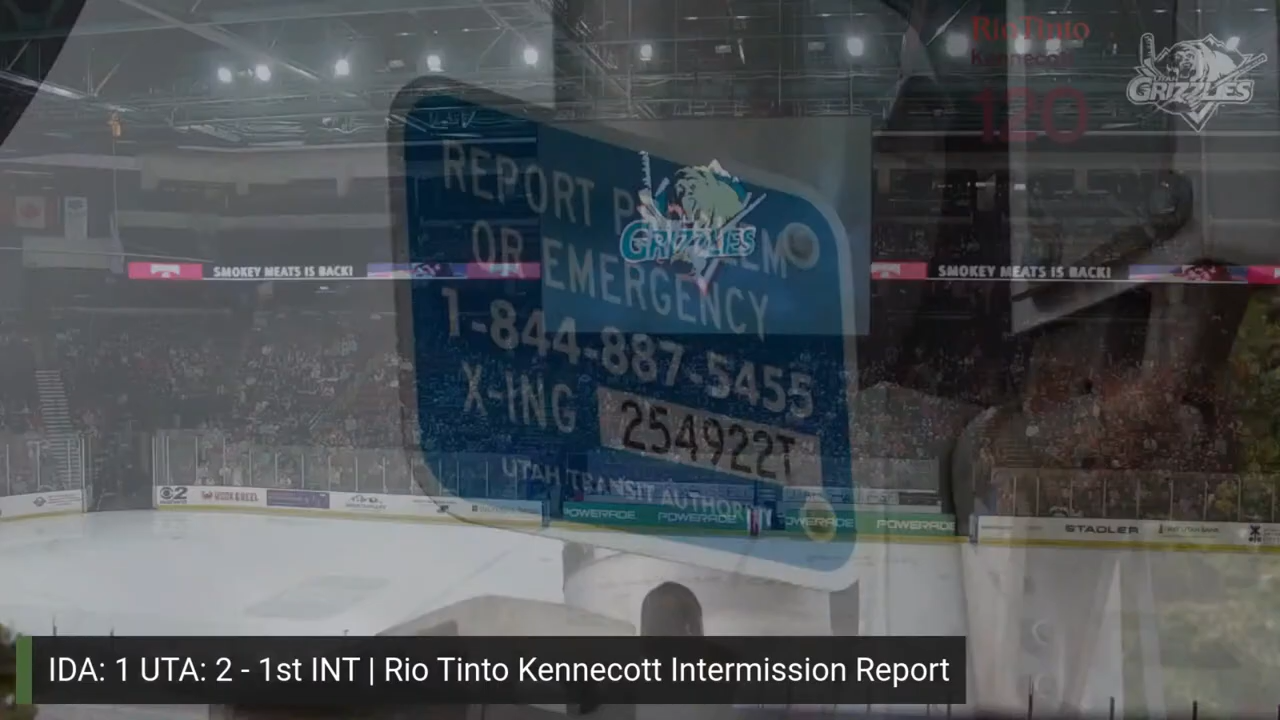 Rio Tinto
Kennecott
120
GRIZZLIES
REPORT P
OR EMERGENCY
1-844-887-5455
X-ING 254922T
UTAH TRANSIT AUTHORITY
GRIZZLIES
SMOKEY MEATS IS BACK!
SMOKEY MEATS IS BACK!
2
POWERADE
POWERADE
POWERADE
POWERADE
STADLER
IDA: 1 UTA: 2 - 1st INT | Rio Tinto Kennecott Intermission Report